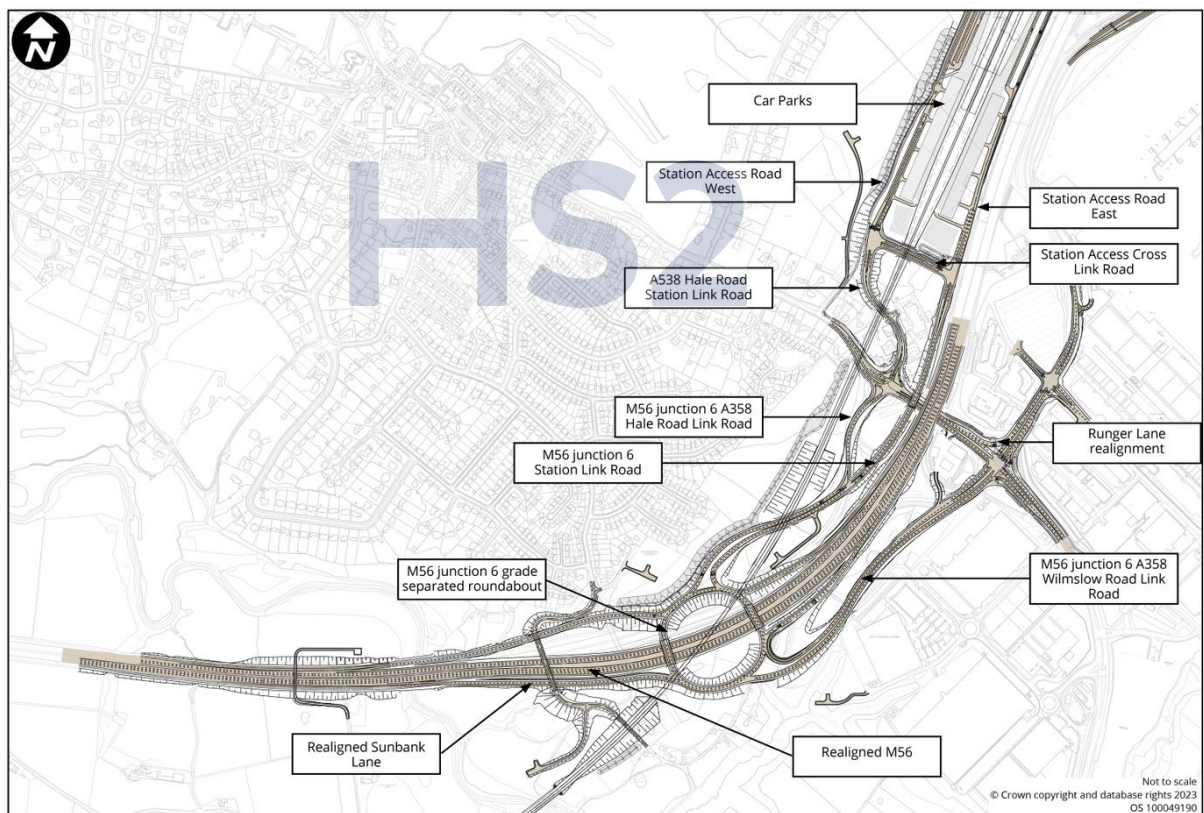 N
Car Parks
Station Access Road
West
HS2
Station Access Road
East
Station Access Cross
Link Road
A538 Hale Road
Station Link Road
M56 junction 6 A358
Hale Road Link Road
Runger Lane
realignment
M56 junction 6
Station Link Road
M56 junction 6 grade
separated roundabout
M56 junction 6 A358
Wilmslow Road Link
Road
Realigned Sunbank
Lane
Realigned M56
Not to scale
© Crown copyright and database rights 2023
OS 100049190